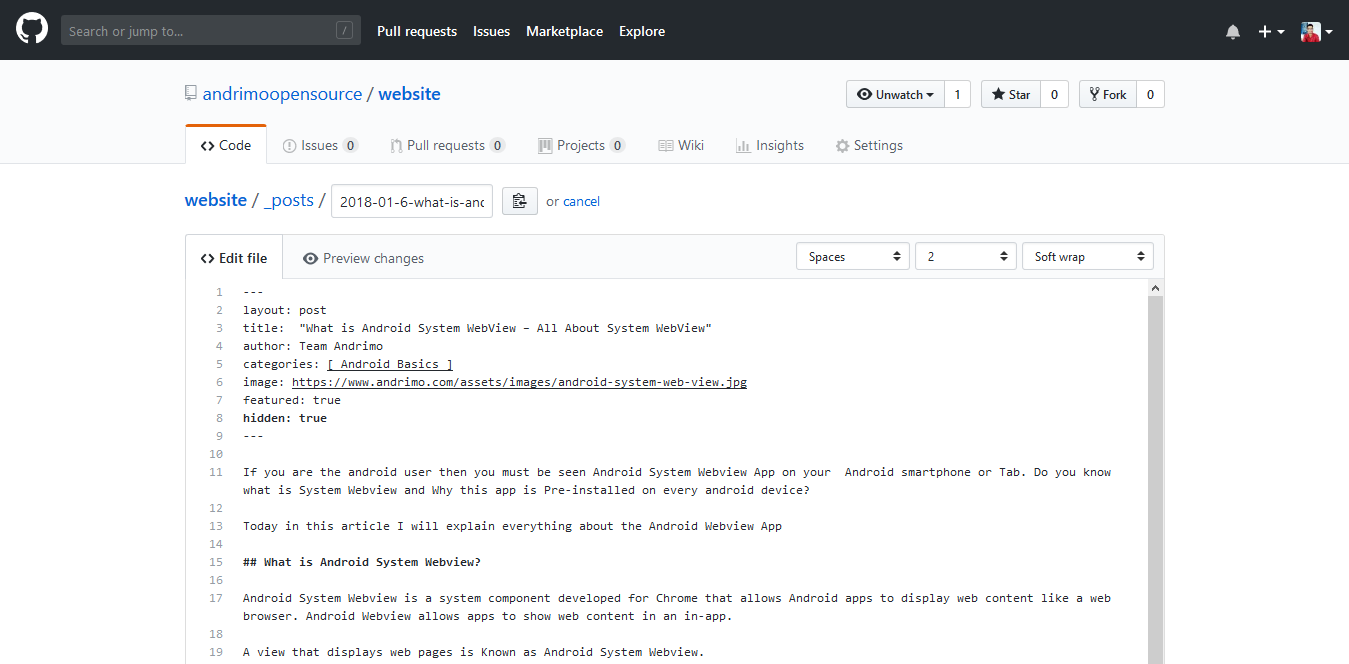 Search or jump to... /
Pull requests Issues Marketplace Explore
andrimoopensource / website
Unwatch 1 Star 0 Fork 0
Code Issues 0 Pull requests 0 Projects 0 Wiki Insights Settings
website / _posts / 2018-01-6-what-is-and or cancel
Edit file Preview changes Spaces 2 Soft wrap
1 ---
2 layout: post
3 title:  "What is Android System WebView – All About System WebView"
4 author: Team Andrimo
5 categories: [ Android Basics ]
6 image: https://www.andrimo.com/assets/images/android-system-web-view.jpg
7 featured: true
8 hidden: true
9 ---
10
11 If you are the android user then you must be seen Android System Webview App on your  Android smartphone or Tab. Do you know
what is System Webview and Why this app is Pre-installed on every android device?
12
13 Today in this article I will explain everything about the Android Webview App
14
15 ## What is Android System Webview?
16
17 Android System Webview is a system component developed for Chrome that allows Android apps to display web content like a web
browser. Android Webview allows apps to show web content in an in-app.
18
19 A view that displays web pages is Known as Android System Webview.